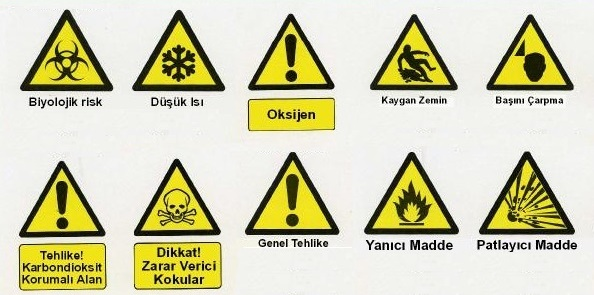 Biyolojik risk
Düşük Isı
Oksijen
Kaygan Zemin
Başını Çarpma
Tehlike!
Karbondioksit
Korumalı Alan
Dikkat!
Zarar Verici
Kokular
Genel Tehlike
Yanıcı Madde
Patlayıcı Madde